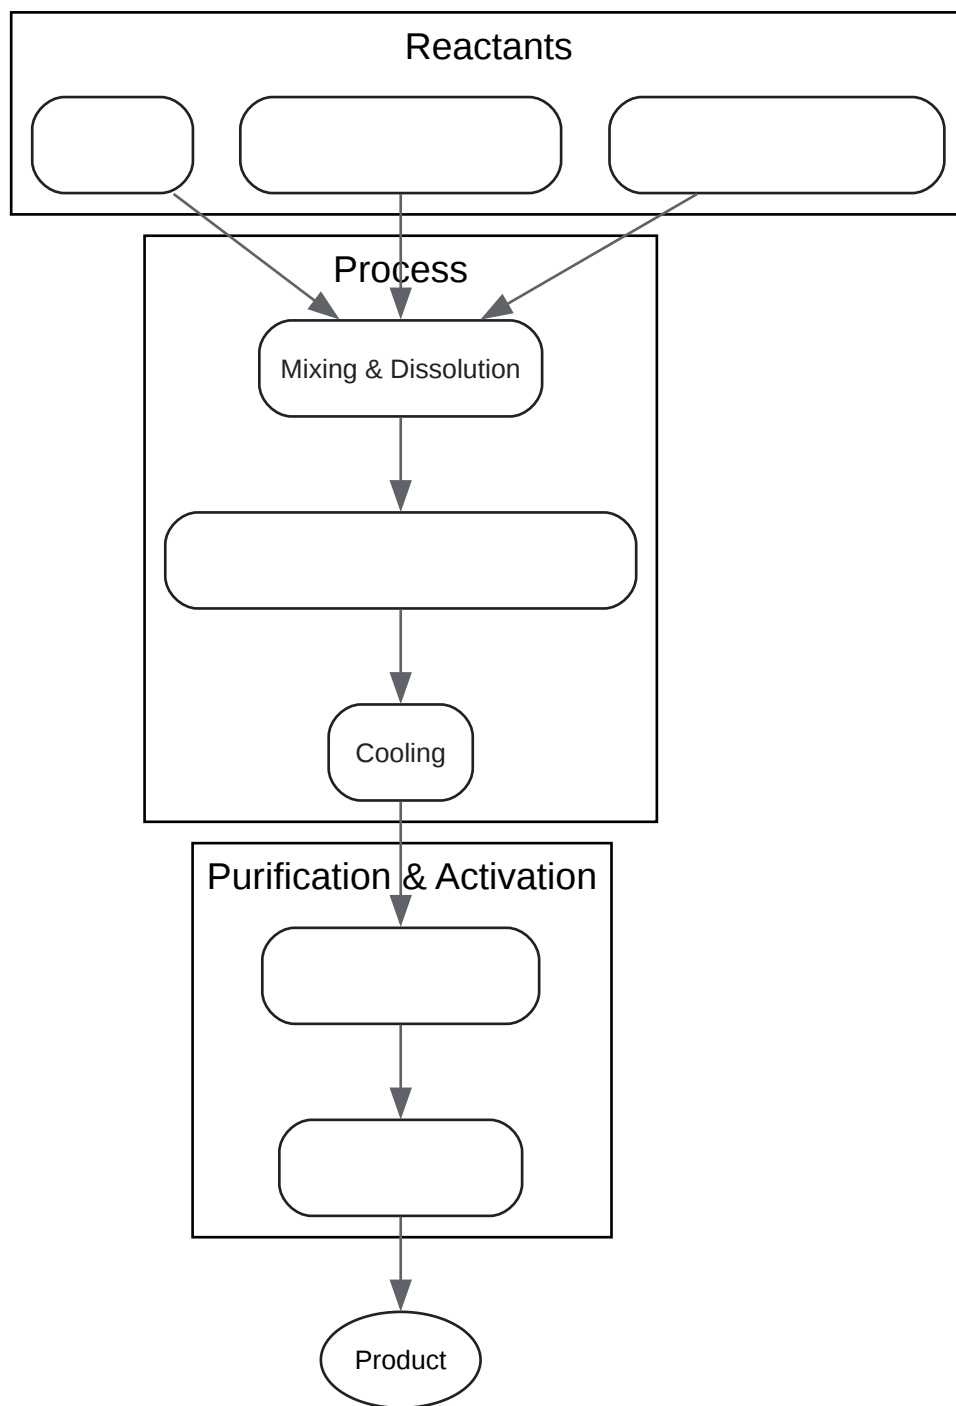 Reactants
Process
Mixing & Dissolution
Cooling
Purification & Activation
Product